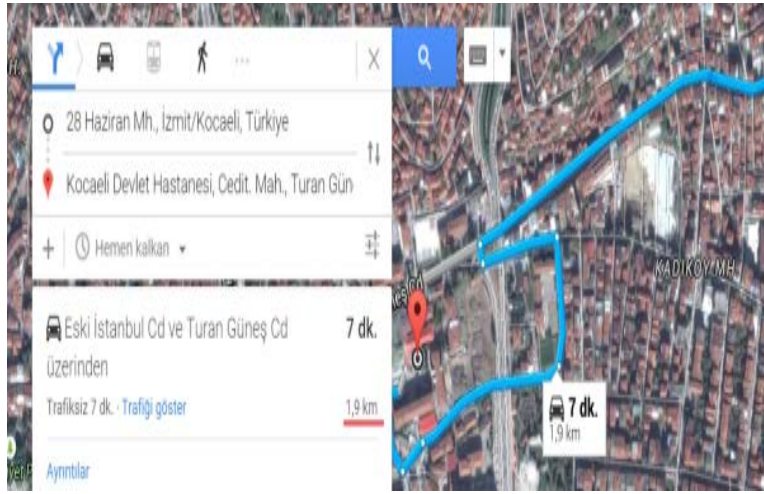 28 Haziran Mh., İzmit/Kocaeli, Türkiye
Kocaeli Devlet Hastanesi, Cedit. Mah., Turan Gün
Hemen kalkan
Eski İstanbul Cd ve Turan Güneş Cd
üzerinden
7 dk.
Trafiksiz 7 dk. · Trafiği göster
1,9 km
Ayrıntılar
KADIKÖY MH.
neş Cd
7 dk.
1,9 km